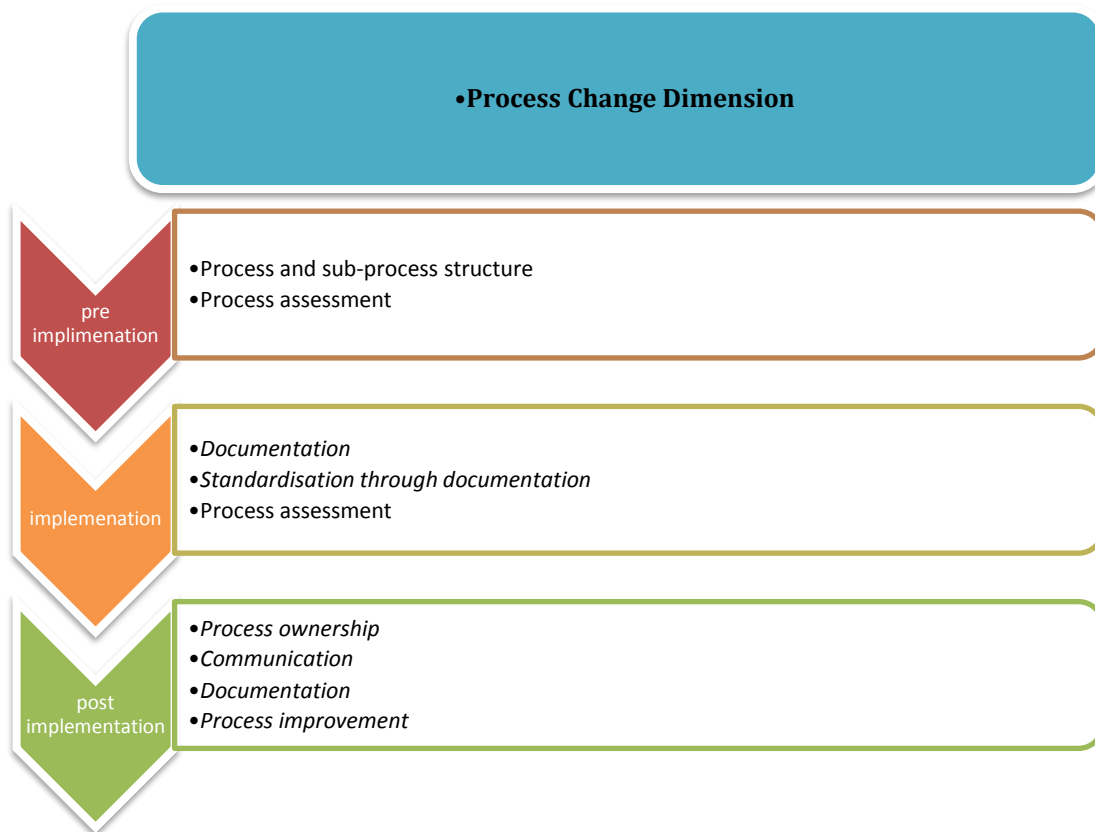 •Process Change Dimension
pre
implimenation
•Process and sub-process structure
•Process assessment
implemenation
•Documentation
•Standardisation through documentation
•Process assessment
post
implementation
•Process ownership
•Communication
•Documentation
•Process improvement